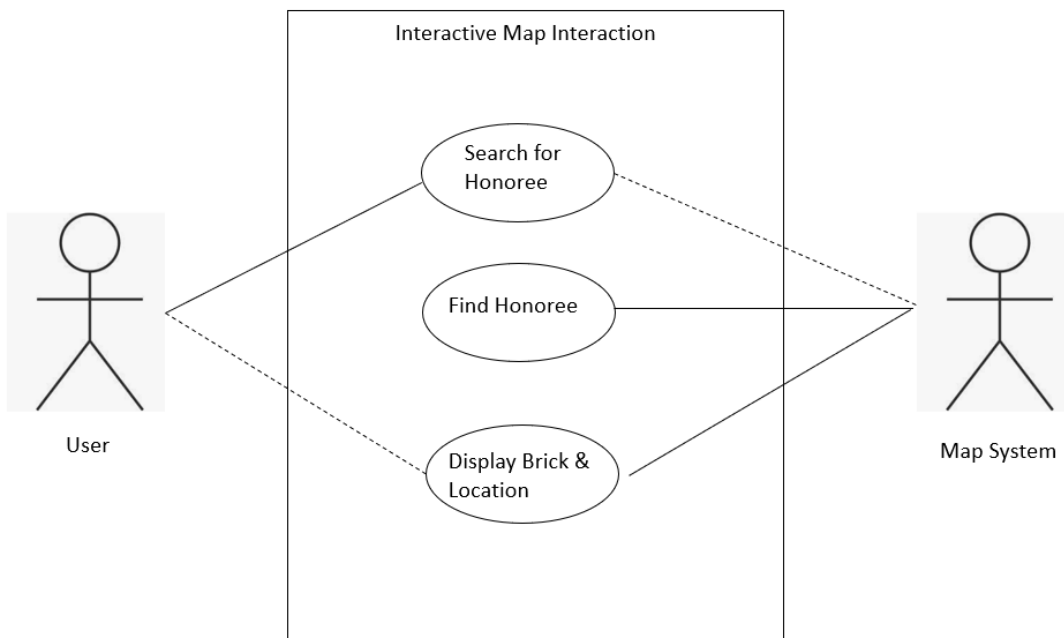 Interactive Map Interaction
Search for
Honoree
Find Honoree
User
Display Brick &
Location
Map System